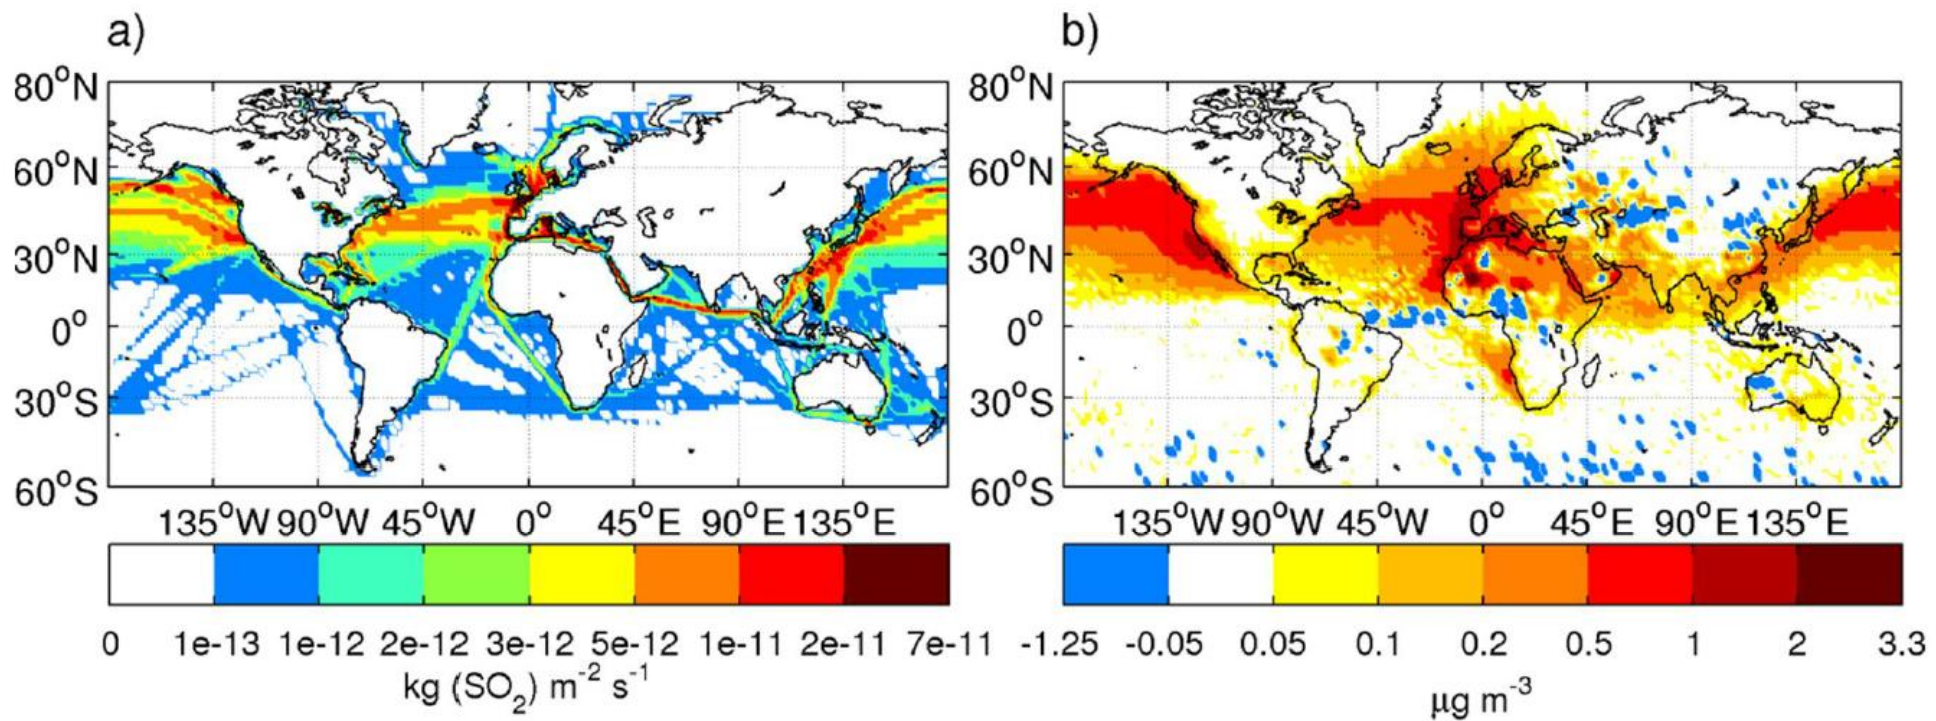 a)
80°N
60°N
30°N
0°
30°S
60°S
135°W 90°W 45°W 0° 45°E 90°E 135°E
0 1e-13 1e-12 2e-12 3e-12 5e-12 1e-11 2e-11 7e-11
kg (SO₂) m⁻² s⁻¹
b)
80°N
60°N
30°N
0°
30°S
60°S
135°W 90°W 45°W 0° 45°E 90°E 135°E
-1.25 -0.05 0.05 0.1 0.2 0.5 1 2 3.3
μg m⁻³